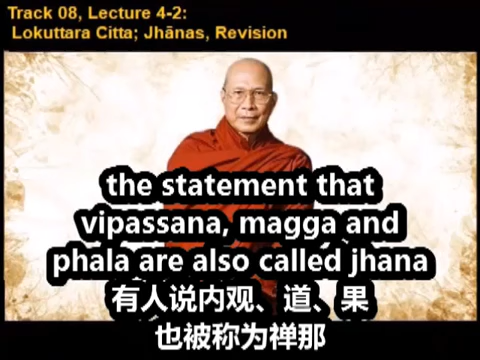 Track 08, Lecture 4-2:
Lokuttara Citta; Jhānas, Revision
the statement that
vipassana, magga and
phala are also called jhana
有人说内观、道、果
也被称为禅那